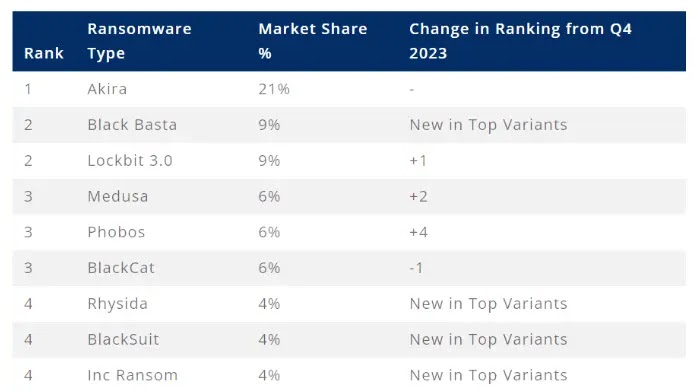 Rank Ransomware Type Market Share % Change in Ranking from Q4 2023
1 Akira 21% -
2 Black Basta 9% New in Top Variants
2 Lockbit 3.0 9% +1
3 Medusa 6% +2
3 Phobos 6% +4
3 BlackCat 6% -1
4 Rhysida 4% New in Top Variants
4 BlackSuit 4% New in Top Variants
4 Inc Ransom 4% New in Top Variants